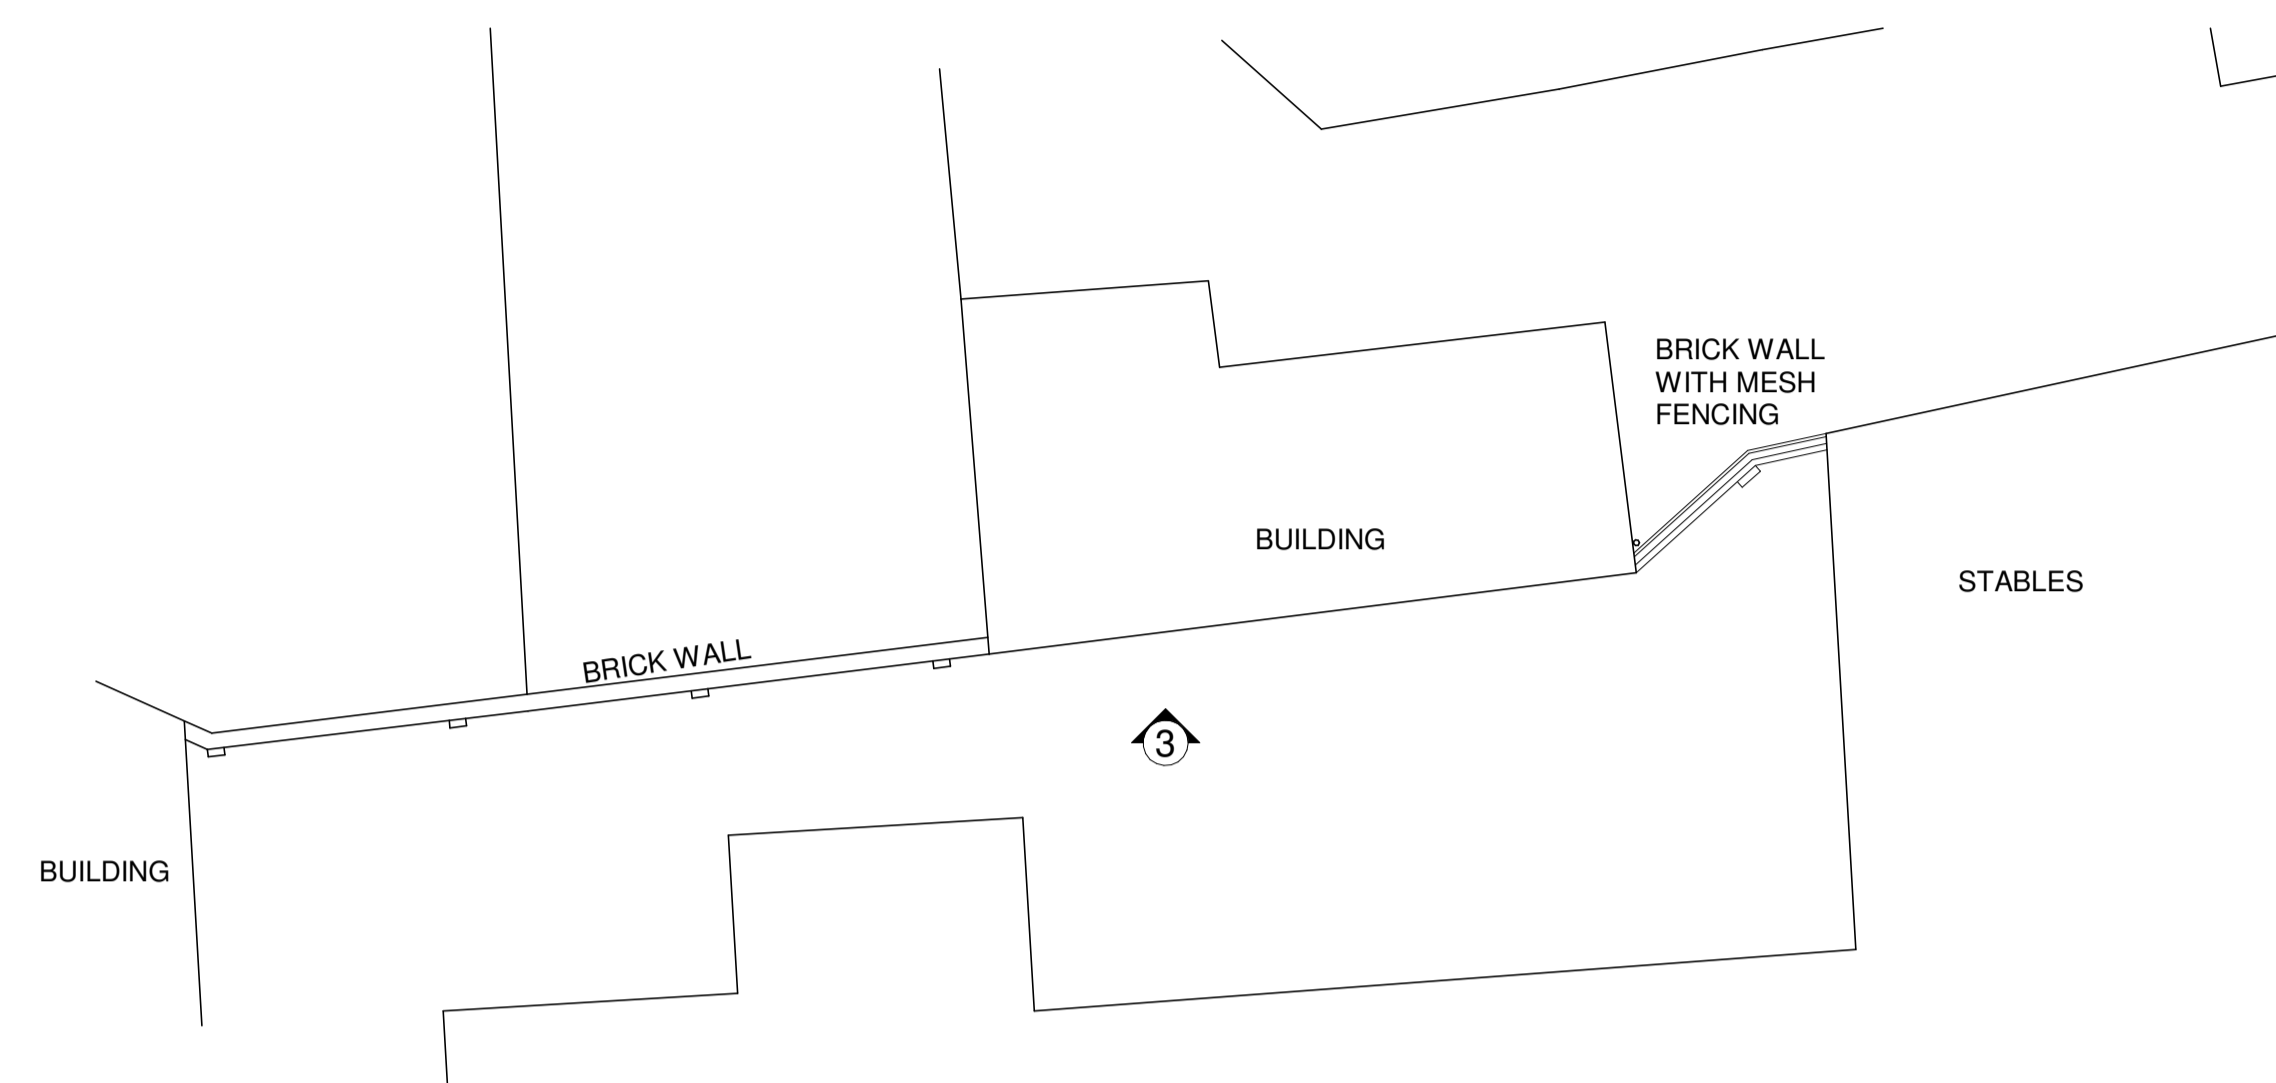 BRICK WALL
WITH MESH
FENCING
BUILDING
STABLES
BRICK WALL
3
BUILDING